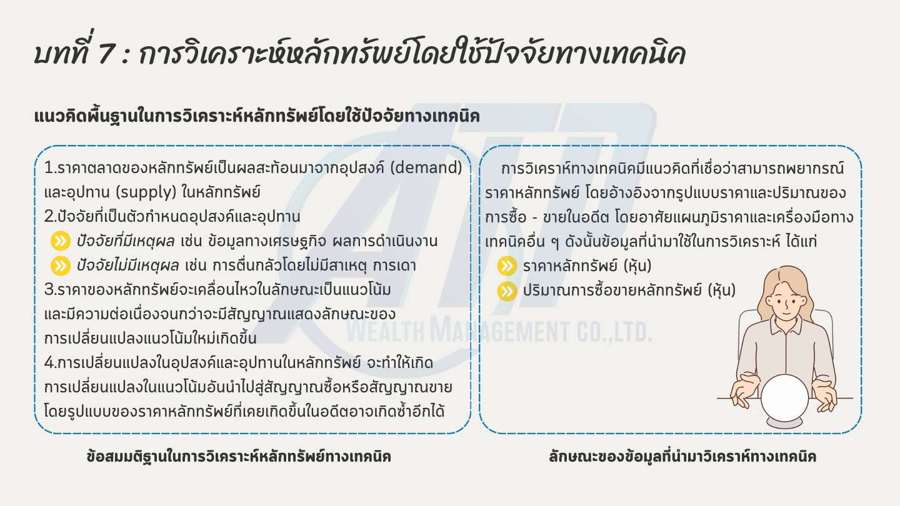 บทที่ 7 : การวิเคราะห์หลักทรัพย์โดยใช้ปัจจัยทางเทคนิค
แนวคิดพื้นฐานในการวิเคราะห์หลักทรัพย์โดยใช้ปัจจัยทางเทคนิค
1.ราคาตลาดของหลักทรัพย์เป็นผลสะท้อนมาจากอุปสงค์ (demand)
และอุปทาน (supply) ในหลักทรัพย์
2.ปัจจัยที่เป็นตัวกำหนดอุปสงค์และอุปทาน
ปัจจัยที่มีเหตุผล เช่น ข้อมูลทางเศรษฐกิจ ผลการดำเนินงาน
ปัจจัยไม่มีเหตุผล เช่น การตื่นกลัวโดยไม่มีสาเหตุ การเดา
3.ราคาของหลักทรัพย์จะเคลื่อนไหวในลักษณะเป็นแนวโน้ม
และมีความต่อเนื่องจนกว่าจะมีสัญญาณแสดงลักษณะของ
การเปลี่ยนแปลงแนวโน้มใหม่เกิดขึ้น
4.การเปลี่ยนแปลงในอุปสงค์และอุปทานในหลักทรัพย์ จะทำให้เกิด
การเปลี่ยนแปลงในแนวโน้มอันนำไปสู่สัญญาณซื้อหรือสัญญาณขาย
โดยรูปแบบของราคาหลักทรัพย์ที่เคยเกิดขึ้นในอดีตอาจเกิดซ้ำอีกได้
ข้อสมมติฐานในการวิเคราะห์หลักทรัพย์ทางเทคนิค
การวิเคราห์ทางเทคนิคมีแนวคิดที่เชื่อว่าสามารถพยากรณ์
ราคาหลักทรัพย์ โดยอ้างอิงจากรูปแบบราคาและปริมาณของ
การซื้อ - ขายในอดีต โดยอาศัยแผนภูมิราคาและเครื่องมือทาง
เทคนิคอื่น ๆ ดังนั้นข้อมูลที่นำมาใช้ในการวิเคราะห์ ได้แก่
ราคาหลักทรัพย์ (หุ้น)
ปริมาณการซื้อขายหลักทรัพย์ (หุ้น)
ลักษณะของข้อมูลที่นำมาวิเคราห์ทางเทคนิค
WEALTH MANAGEMENT CO.,LTD.